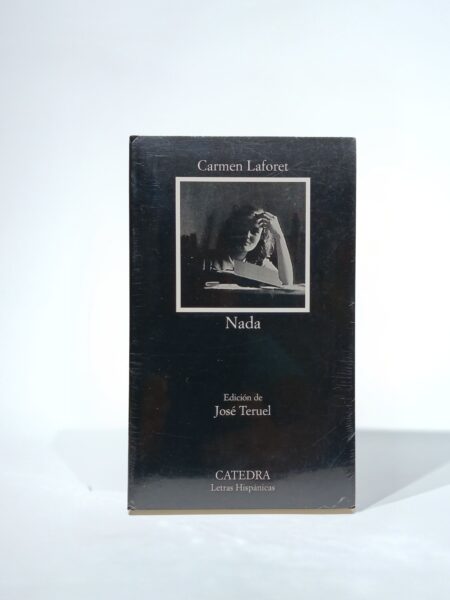 Carmen Laforet
Nada
Edición de
José Teruel
CATEDRA
Letras Hispánicas